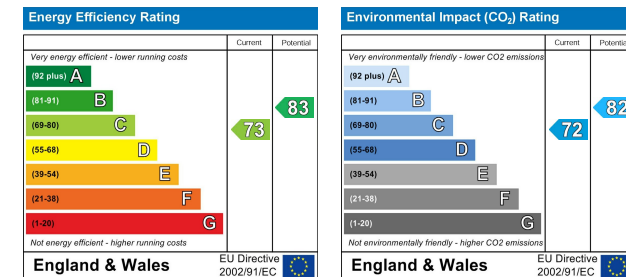 Energy Efficiency Rating
Current Potential
Very energy efficient - lower running costs
(92 plus) A
(81-91) B
(69-80) C
(55-68) D
(39-54) E
(21-38) F
(1-20) G
73
83
Not energy efficient - higher running costs
England & Wales
EU Directive
2002/91/EC
Environmental Impact (CO₂) Rating
Current Potential
Very environmentally friendly - lower CO2 emissions
(92 plus) A
(81-91) B
(69-80) C
(55-68) D
(39-54) E
(21-38) F
(1-20) G
72
82
Not environmentally friendly - higher CO2 emissions
England & Wales
EU Directive
2002/91/EC